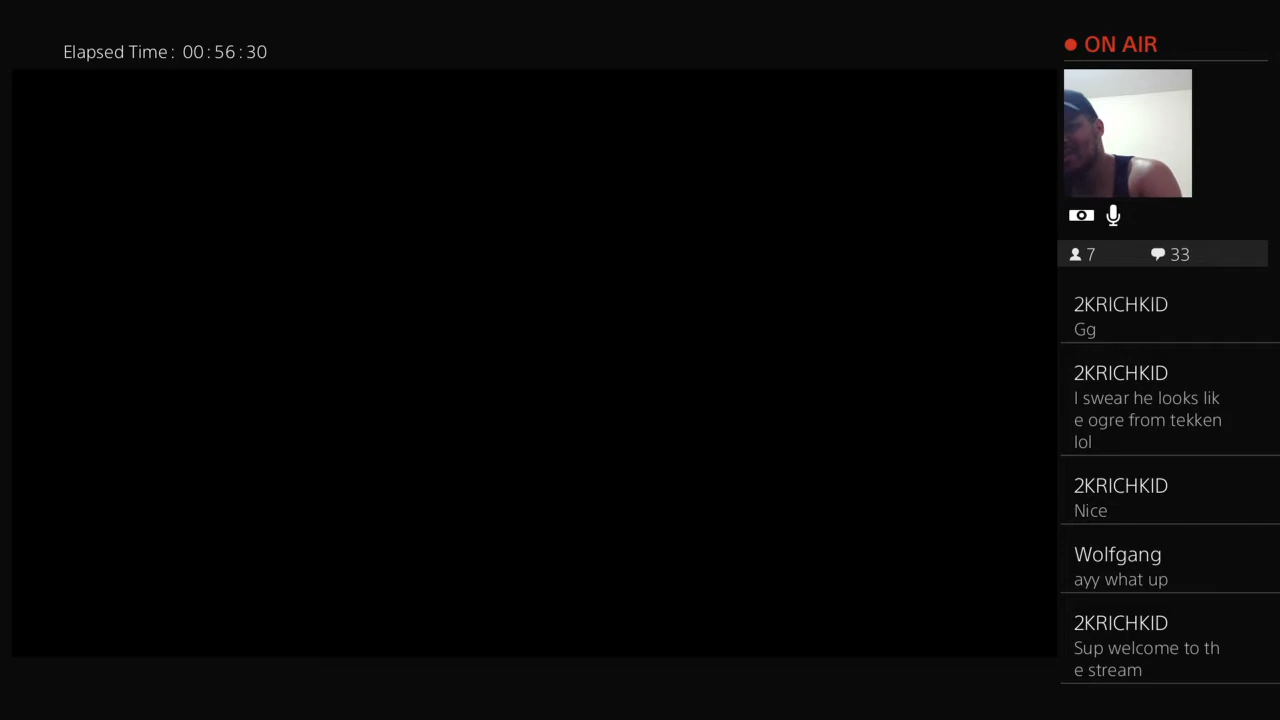 Elapsed Time: 00:56:30
ON AIR
7
33
2KRICHKID
Gg
2KRICHKID
I swear he looks lik
e ogre from tekken
lol
2KRICHKID
Nice
Wolfgang
ayy what up
2KRICHKID
Sup welcome to th
e stream